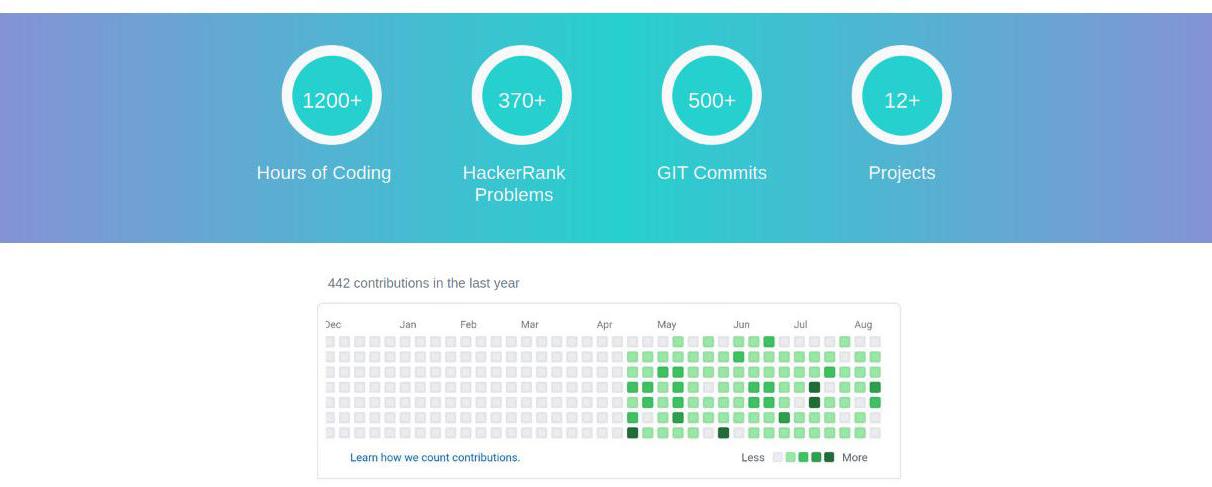 1200+
370+
500+
12+
Hours of Coding
HackerRank
Problems
GIT Commits
Projects
442 contributions in the last year
Dec
Jan
Feb
Mar
Apr
May
Jun
Jul
Aug
Learn how we count contributions.
Less
More